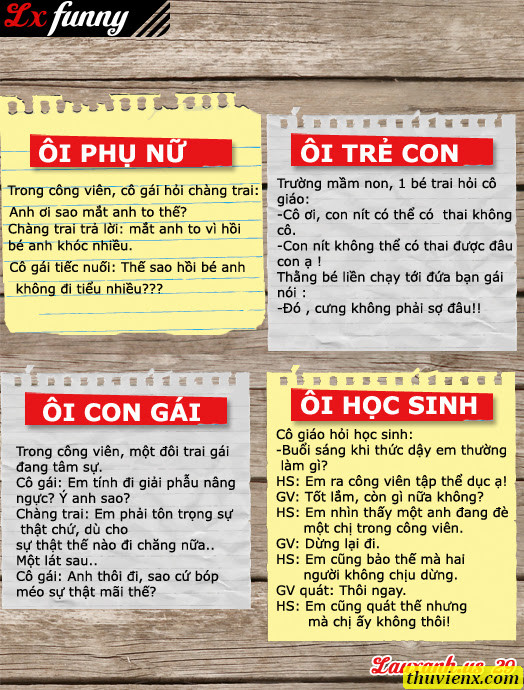 Lx funny
ÔI PHỤ NỮ
Trong công viên, cô gái hỏi chàng trai:
Anh ơi sao mắt anh to thế?
Chàng trai trả lời: mắt anh to vì hồi
bé anh khóc nhiều.
Cô gái tiếc nuối: Thế sao hồi bé anh
không đi tiểu nhiều???
ÔI TRẺ CON
Trường mầm non, 1 bé trai hỏi cô
giáo:
-Cô ơi, con nít có thể có thai không
cô.
-Con nít không thể có thai được đâu
con ạ !
Thằng bé liền chạy tới đứa bạn gái
nói :
-Đó , cưng không phải sợ đâu!!
ÔI CON GÁI
Trong công viên, một đôi trai gái
đang tâm sự.
Cô gái: Em tính đi giải phẫu nâng
ngực? Ý anh sao?
Chàng trai: Em phải tôn trọng sự
thật chứ, dù cho
sự thật thế nào đi chăng nữa..
Một lát sau..
Cô gái: Anh thôi đi, sao cứ bóp
méo sự thật mãi thế?
ÔI HỌC SINH
Cô giáo hỏi học sinh:
-Buổi sáng khi thức dậy em thường
làm gì?
HS: Em ra công viên tập thể dục ạ!
GV: Tốt lắm, còn gì nữa không?
HS: Em nhìn thấy một anh đang đè
một chị trong công viên.
GV: Dừng lại đi.
HS: Em cũng bảo thế mà hai
người không chịu dừng.
GV quát: Thôi ngay.
HS: Em cũng quát thế nhưng
mà chị ấy không thôi!
thuvienx.com